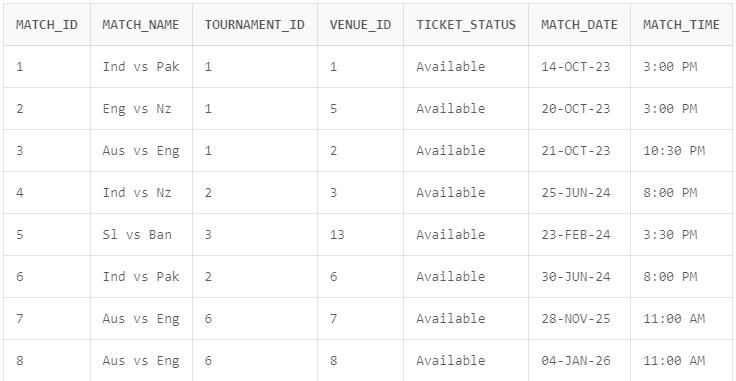 MATCH_ID MATCH_NAME TOURNAMENT_ID VENUE_ID TICKET_STATUS MATCH_DATE MATCH_TIME
1 Ind vs Pak 1 1 Available 14-OCT-23 3:00 PM
2 Eng vs Nz 1 5 Available 20-OCT-23 3:00 PM
3 Aus vs Eng 1 2 Available 21-OCT-23 10:30 PM
4 Ind vs Nz 2 3 Available 25-JUN-24 8:00 PM
5 Sl vs Ban 3 13 Available 23-FEB-24 3:30 PM
6 Ind vs Pak 2 6 Available 30-JUN-24 8:00 PM
7 Aus vs Eng 6 7 Available 28-NOV-25 11:00 AM
8 Aus vs Eng 6 8 Available 04-JAN-26 11:00 AM